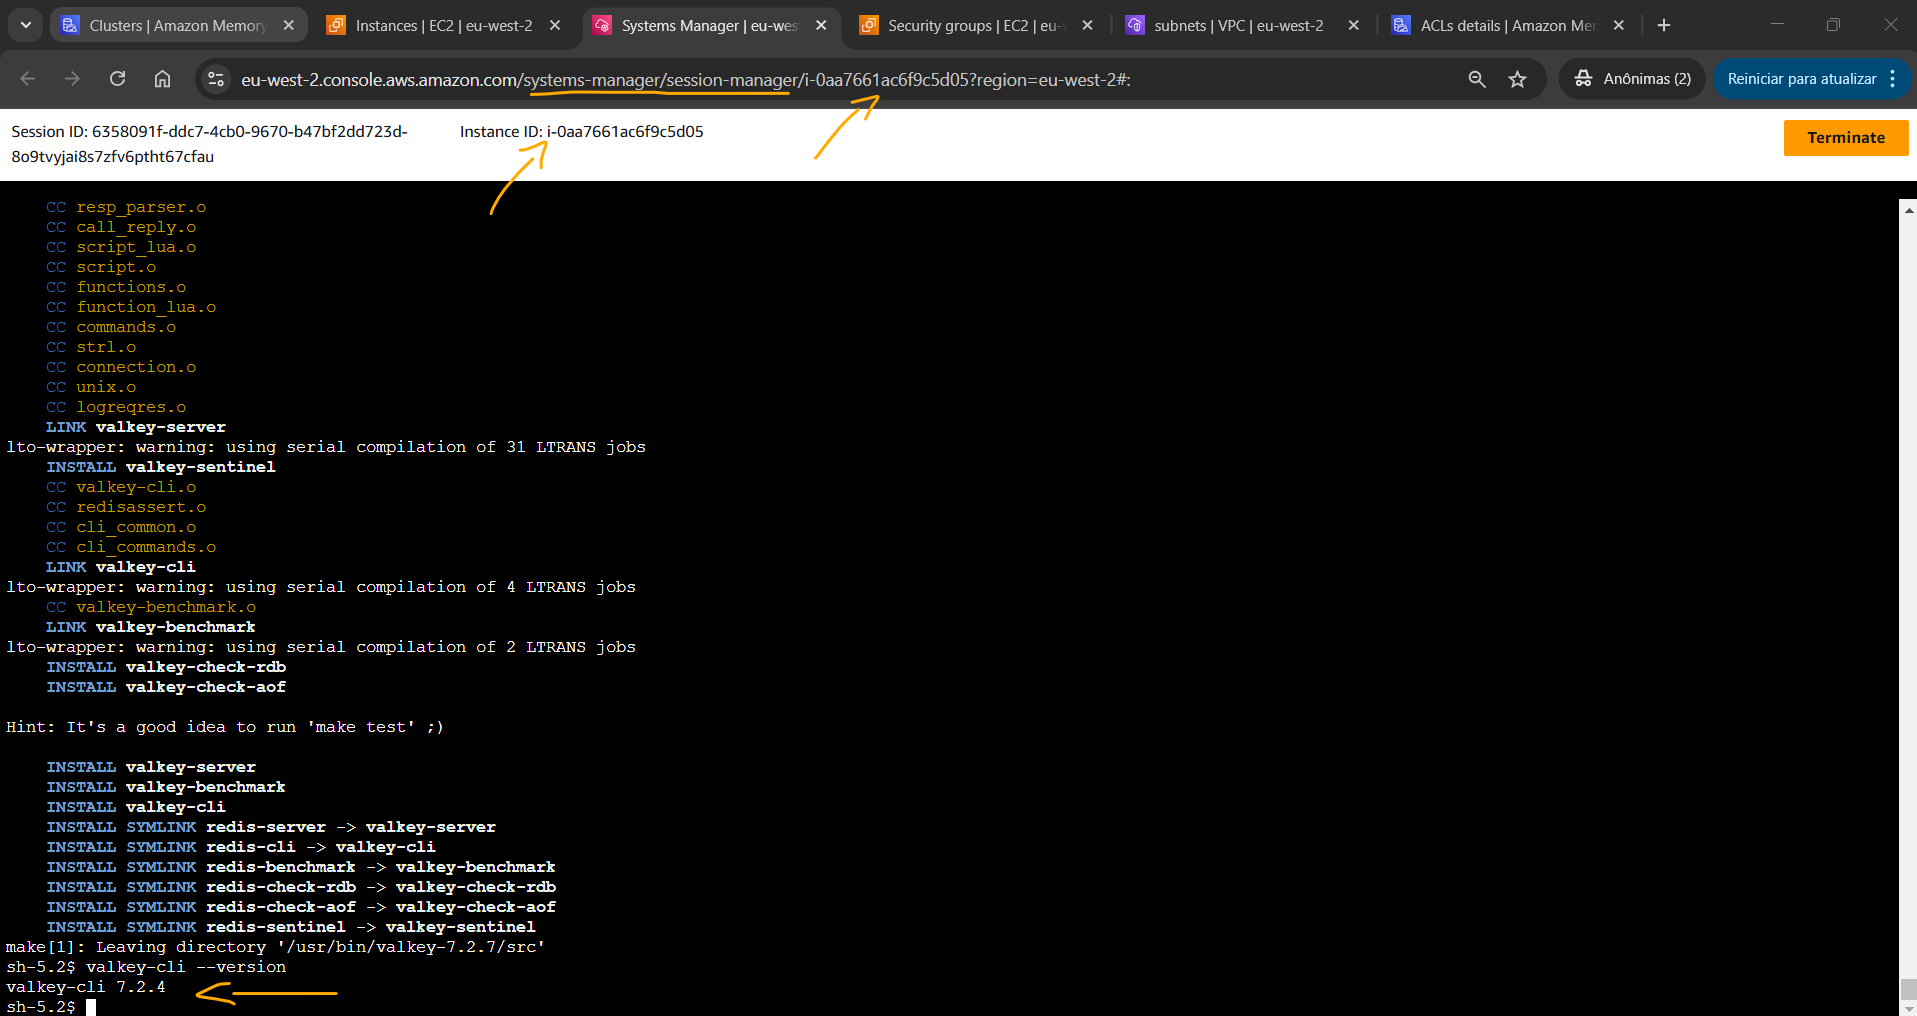 Clusters | Amazon Memory
Instances | EC2 | eu-west-2
Systems Manager | eu-wes
Security groups | EC2 | eu-
subnets | VPC | eu-west-2
ACLs details | Amazon Me
eu-west-2.console.aws.amazon.com/systems-manager/session-manager/i-0aa7661ac6f9c5d05?region=eu-west-2#:
Anônimas (2)
Reiniciar para atualizar
Session ID: 6358091f-ddc7-4cb0-9670-b47bf2dd723d-
8o9tvyjai8s7zfv6ptht67cfau
Instance ID: i-0aa7661ac6f9c5d05
Terminate
CC resp_parser.o
CC call_reply.o
CC script_lua.o
CC script.o
CC functions.o
CC function_lua.o
CC commands.o
CC strl.o
CC connection.o
CC unix.o
CC logreqres.o
LINK valkey-server
lto-wrapper: warning: using serial compilation of 31 LTRANS jobs
INSTALL valkey-sentinel
CC valkey-cli.o
CC redisassert.o
CC cli_common.o
CC cli_commands.o
LINK valkey-cli
lto-wrapper: warning: using serial compilation of 4 LTRANS jobs
CC valkey-benchmark.o
LINK valkey-benchmark
lto-wrapper: warning: using serial compilation of 2 LTRANS jobs
INSTALL valkey-check-rdb
INSTALL valkey-check-aof
Hint: It's a good idea to run 'make test' ;)
INSTALL valkey-server
INSTALL valkey-benchmark
INSTALL valkey-cli
INSTALL SYMLINK redis-server -> valkey-server
INSTALL SYMLINK redis-cli -> valkey-cli
INSTALL SYMLINK redis-benchmark -> valkey-benchmark
INSTALL SYMLINK redis-check-rdb -> valkey-check-rdb
INSTALL SYMLINK redis-check-aof -> valkey-check-aof
INSTALL SYMLINK redis-sentinel -> valkey-sentinel
make[1]: Leaving directory '/usr/bin/valkey-7.2.7/src'
sh-5.2$ valkey-cli --version
valkey-cli 7.2.4
sh-5.2$